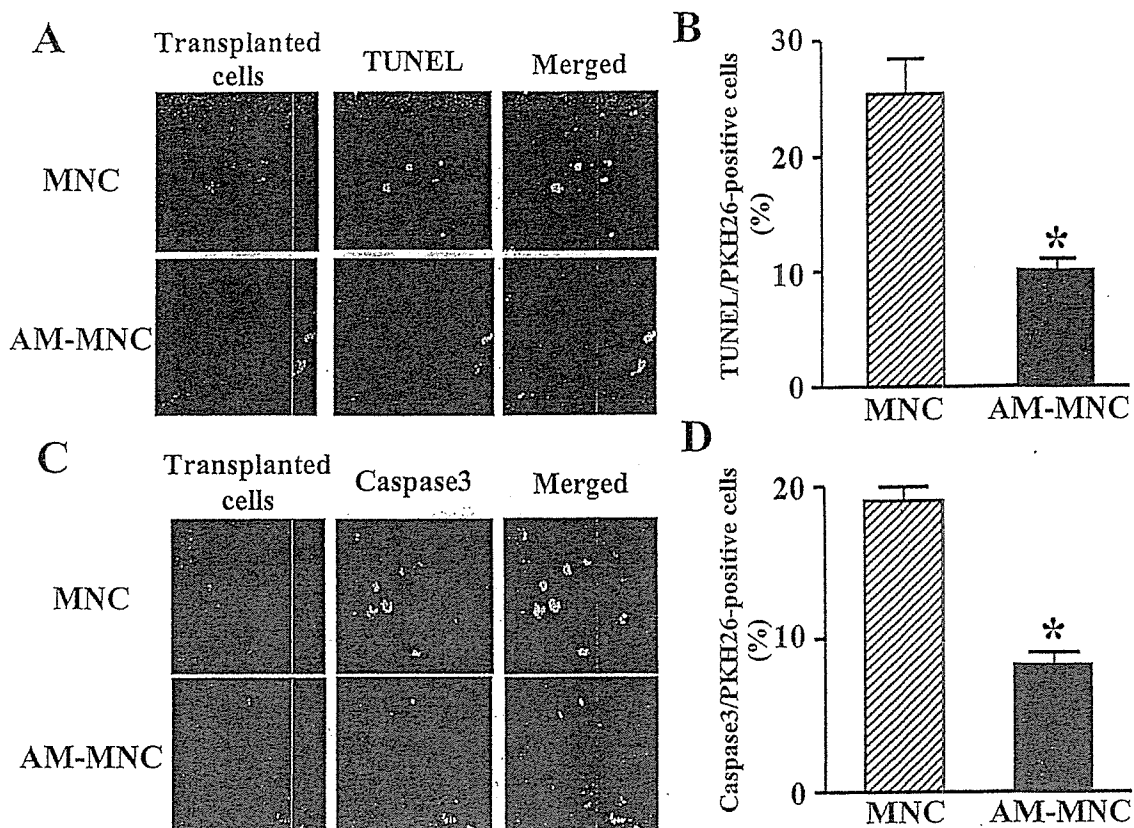 A
Transplanted
cells
TUNEL
Merged
MNC
AM-MNC
B
TUNEL/PKH26-positive cells
(%)
30
20
10
0
*
MNC
AM-MNC
C
Transplanted
cells
Caspase3
Merged
MNC
AM-MNC
D
Caspase3/PKH26-positive cells
(%)
20
10
0
*
MNC
AM-MNC